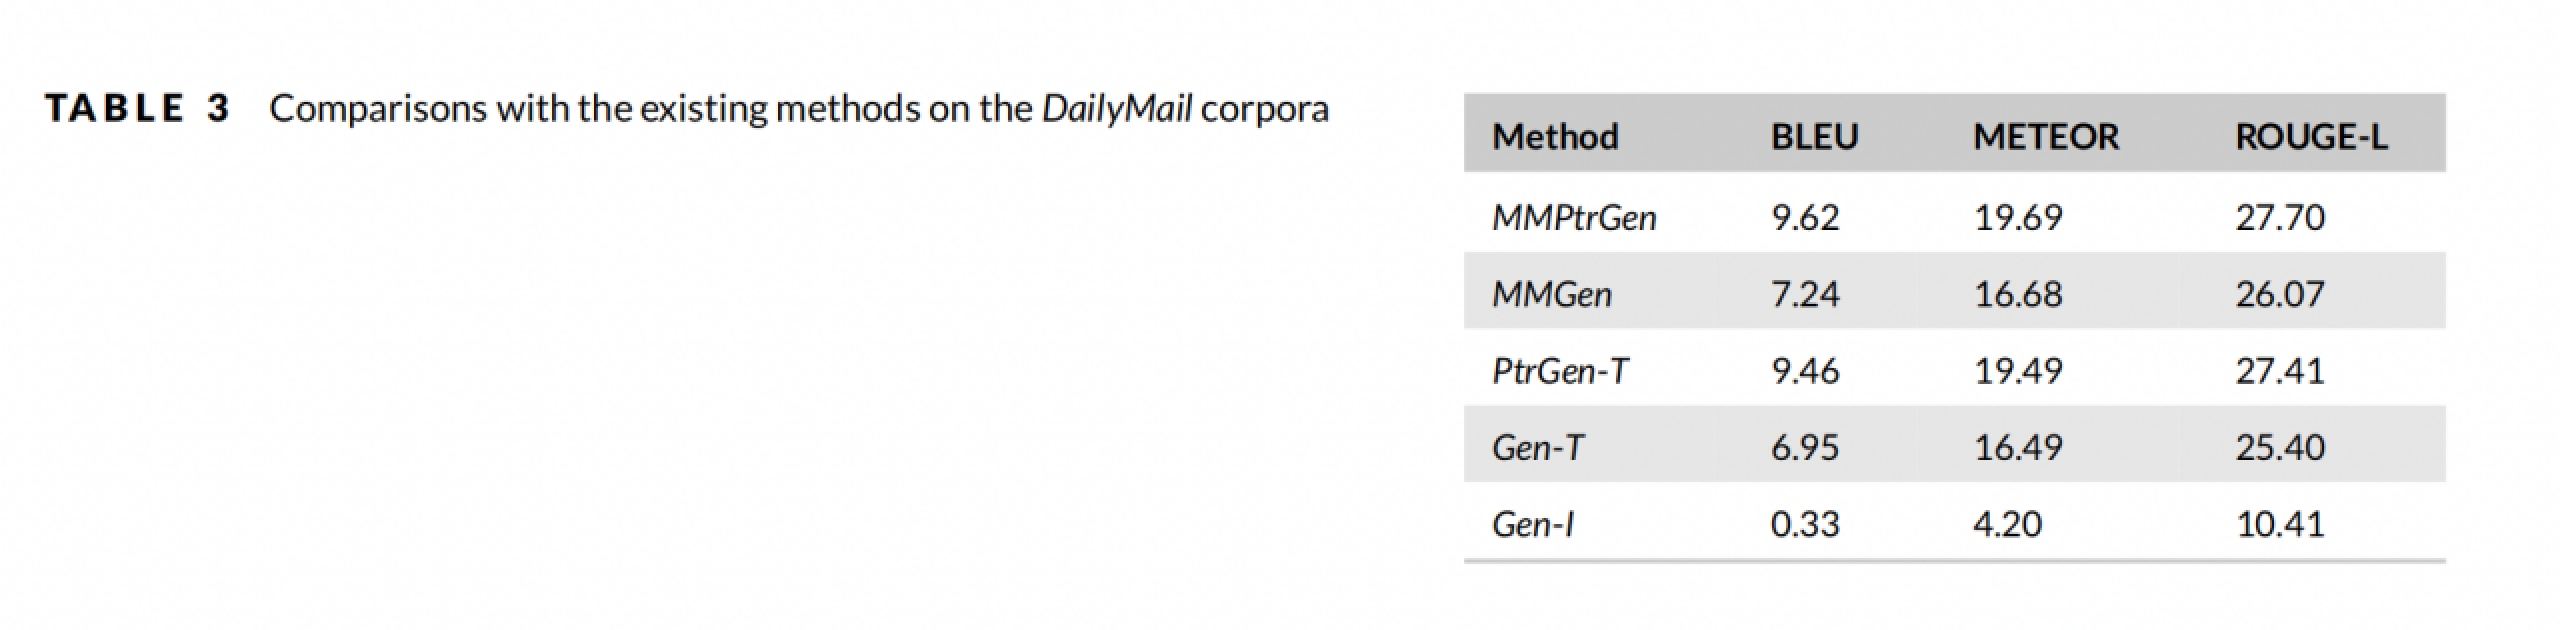 TABLE 3 Comparisons with the existing methods on the DailyMail corpora
Method BLEU METEOR ROUGE-L
MMPtrGen 9.62 19.69 27.70
MMGen 7.24 16.68 26.07
PtrGen-T 9.46 19.49 27.41
Gen-T 6.95 16.49 25.40
Gen-I 0.33 4.20 10.41